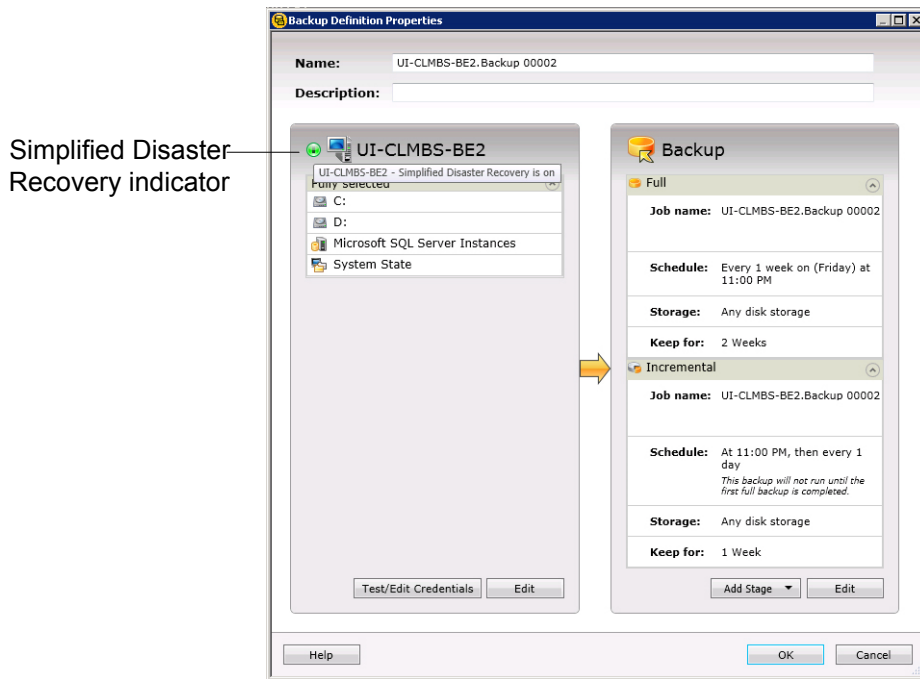 Backup Definition Properties
Name: UI-CLMBS-BE2.Backup 00002
Description:
Simplified Disaster
Recovery indicator
UI-CLMBS-BE2
UI-CLMBS-BE2 - Simplified Disaster Recovery is on
Fully selected
C:
D:
Microsoft SQL Server Instances
System State
Test/Edit Credentials
Edit
Backup
Full
Job name: UI-CLMBS-BE2.Backup 00002
Schedule: Every 1 week on (Friday) at
11:00 PM
Storage: Any disk storage
Keep for: 2 Weeks
Incremental
Job name: UI-CLMBS-BE2.Backup 00002
Schedule: At 11:00 PM, then every 1
day
This backup will not run until the
first full backup is completed.
Storage: Any disk storage
Keep for: 1 Week
Add Stage
Edit
Help
OK
Cancel